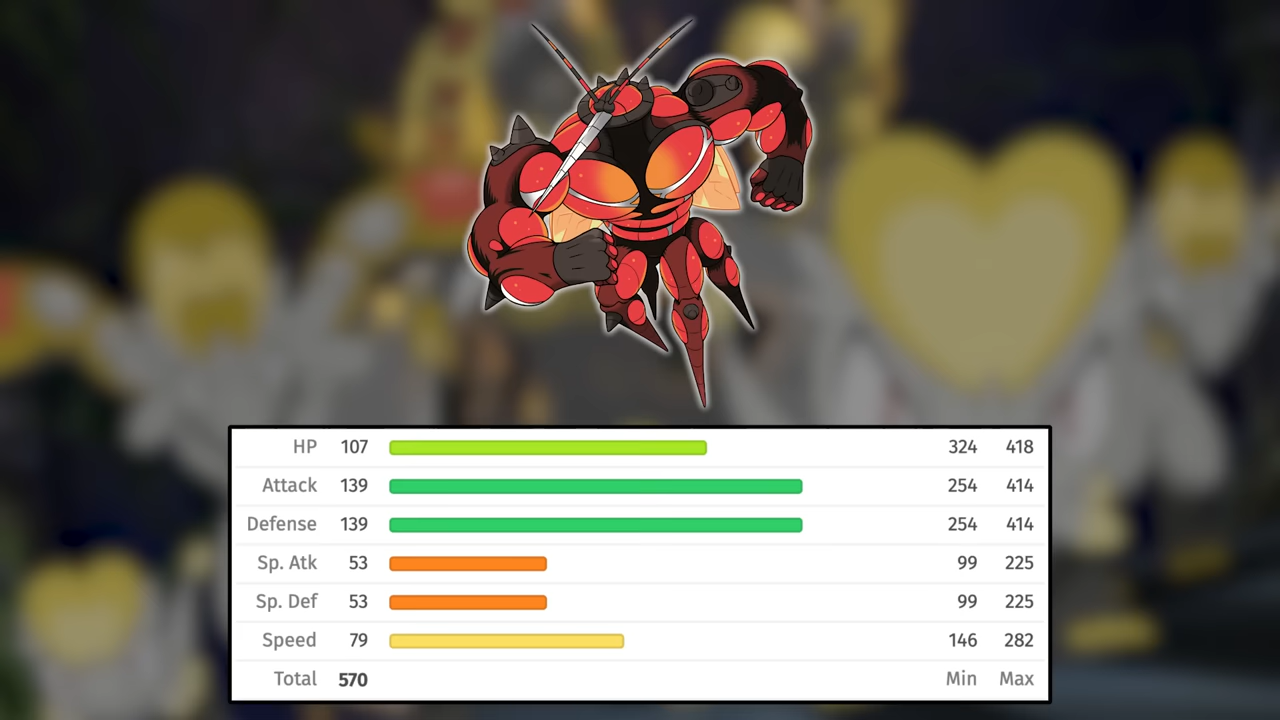 HP 107 324 418
Attack 139 254 414
Defense 139 254 414
Sp. Atk 53 99 225
Sp. Def 53 99 225
Speed 79 146 282
Total 570 Min Max